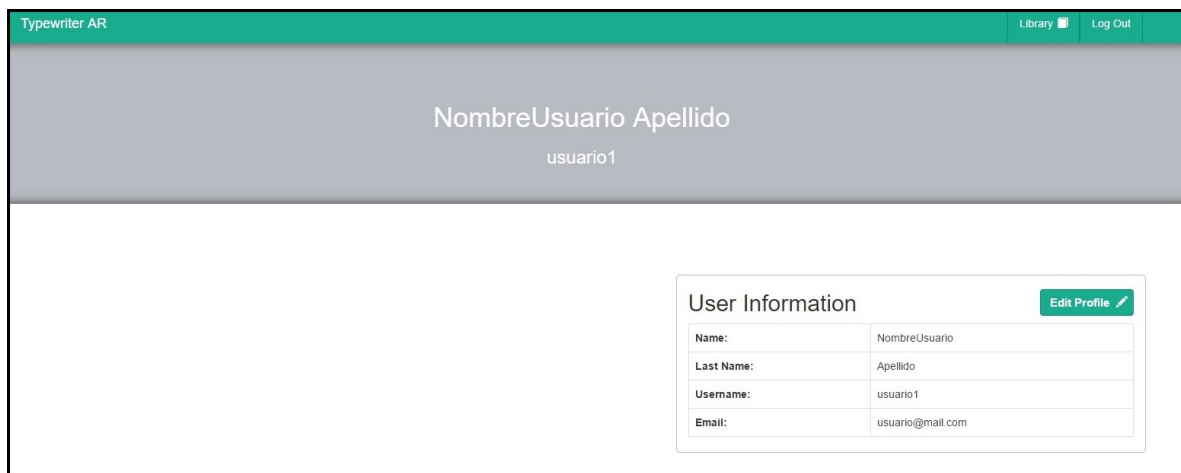 Typewriter AR Library Log Out
NombreUsuario Apellido
usuario1
User Information Edit Profile
Name: NombreUsuario
Last Name: Apellido
Username: usuario1
Email: usuario@mail.com